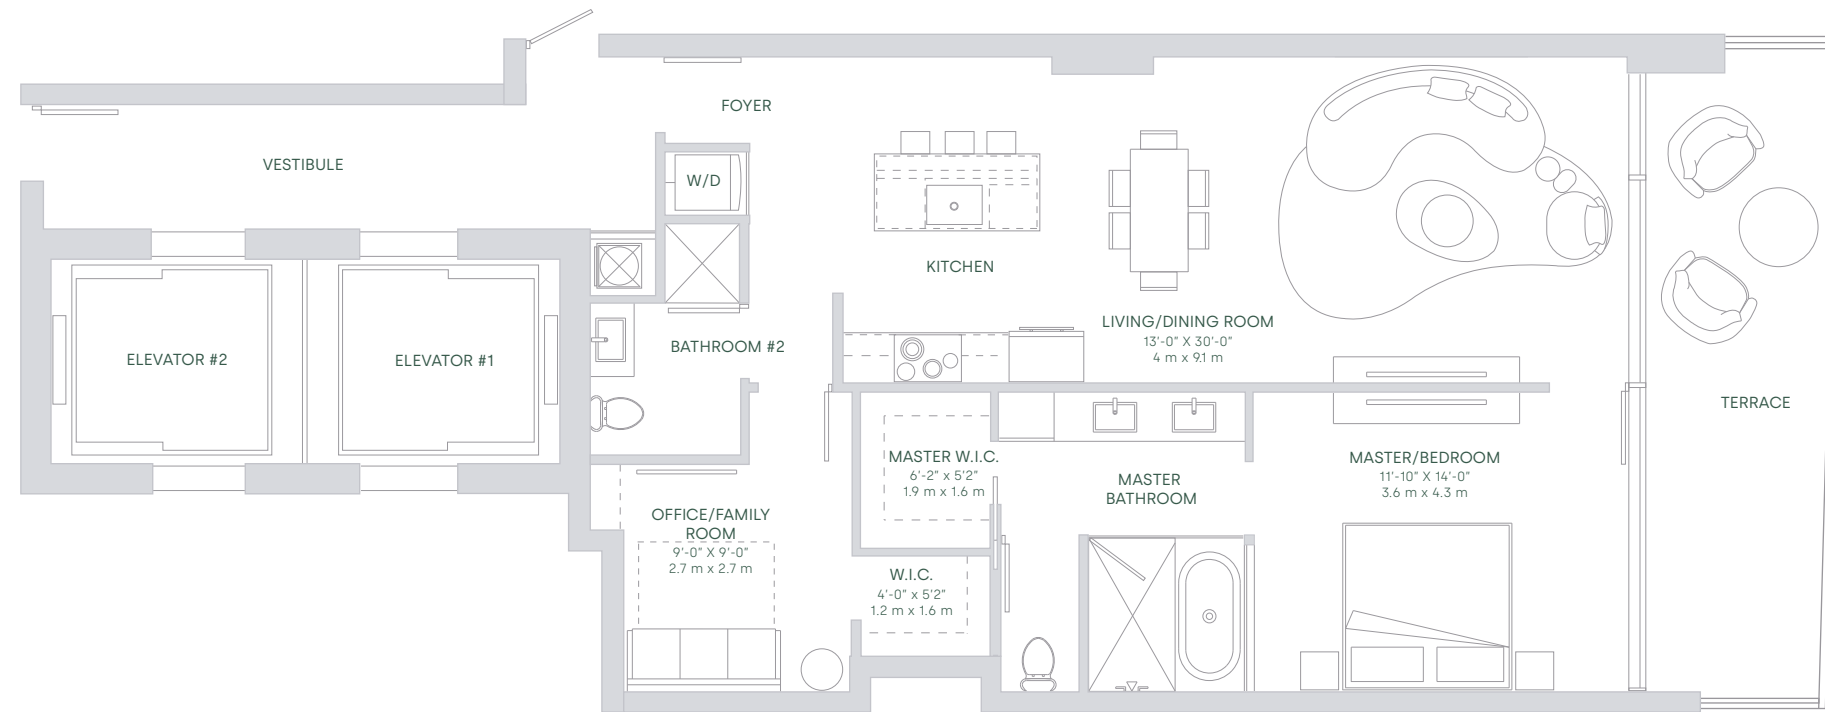 FOYER
VESTIBULE
W/D
KITCHEN
LIVING/DINING ROOM
13'-0" X 30'-0"
4 m x 9.1 m
ELEVATOR #2
ELEVATOR #1
BATHROOM #2
TERRACE
MASTER W.I.C.
6'-2" x 5'2"
1.9 m x 1.6 m
MASTER
BATHROOM
MASTER/BEDROOM
11'-10" X 14'-0"
3.6 m x 4.3 m
OFFICE/FAMILY
ROOM
9'-0" X 9'-0"
2.7 m x 2.7 m
W.I.C.
4'-0" x 5'2"
1.2 m x 1.6 m